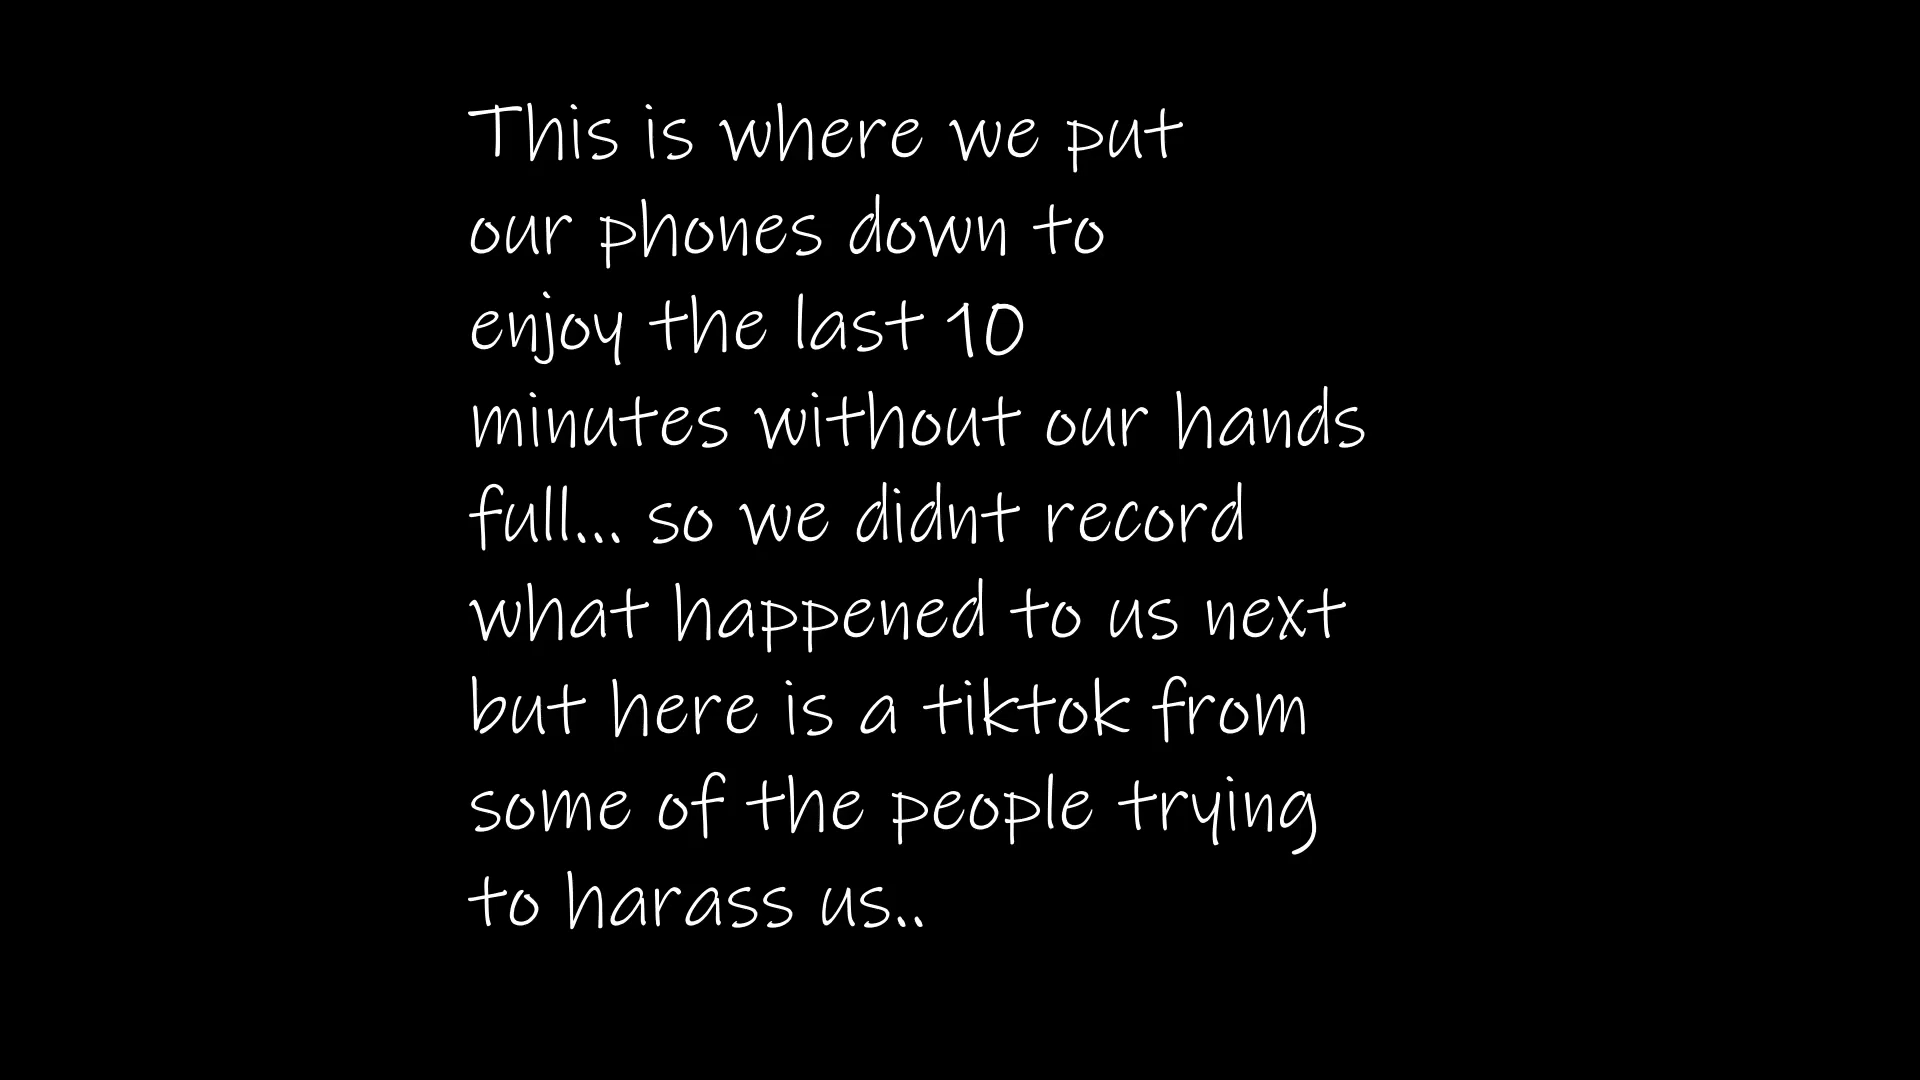 This is where we put
our phones down to
enjoy the last 10
minutes without our hands
full... so we didnt record
what happened to us next
but here is a tiktok from
some of the people trying
to harass us..